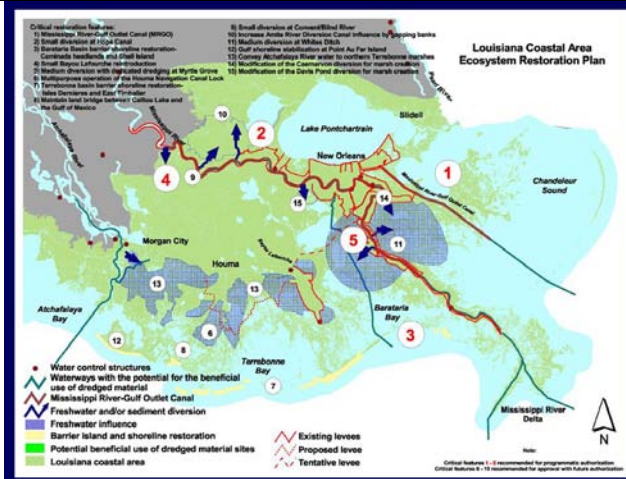 Critical restoration features:
1) Mississippi River-Gulf Outlet Canal (MRGO)
2) Small diversion at Hope Canal
3) Barataria Basin barrier shoreline restoration-
Caminada headlands and Shell Island
4) Small Bayou Lafourche reintroduction
5) Medium diversion with dedicated dredging at Myrtle Grove
6) Multipurpose operation of the Houma Navigation Canal Lock
7) Terrebonne basin barrier shoreline restoration-
Isles Dernieres and East Timbalier
8) Maintain land bridge between Caillou Lake and
the Gulf of Mexico
9) Small diversion at Convent/Blind River
10) Increase Amite River Diversion Canal influence by gapping banks
11) Medium diversion at Whites Ditch
12) Gulf shoreline stabilization at Point Au Fer Island
13) Convey Atchafalaya River water to northern Terrebonne marshes
14) Modification of the Caernarvon diversion for marsh creation
15) Modification of the Davis Pond diversion for marsh creation
Louisiana Coastal Area
Ecosystem Restoration Plan
Pearl River
Mississippi River
Atchafalaya River
10
2
Lake Pontchartrain
Slidell
New Orleans
1
Chandeleur
Sound
Mississippi River-Gulf Outlet Canal
4
9
15
14
5
11
Morgan City
Houma
Bayou Lafourche
13
13
Atchafalaya
Bay
12
8
6
Terrebonne
Bay
7
Barataria
Bay
3
Mississippi River
Delta
N
Water control structures
Waterways with the potential for the beneficial
use of dredged material
Mississippi River-Gulf Outlet Canal
Freshwater and/or sediment diversion
Freshwater influence
Barrier island and shoreline restoration
Potential beneficial use of dredged material sites
Louisiana coastal area
Existing levees
Proposed levee
Tentative levee
Note:
Critical features 1 - 5 recommended for programmatic authorization
Critical features 6 - 15 recommended for approval with future authorization